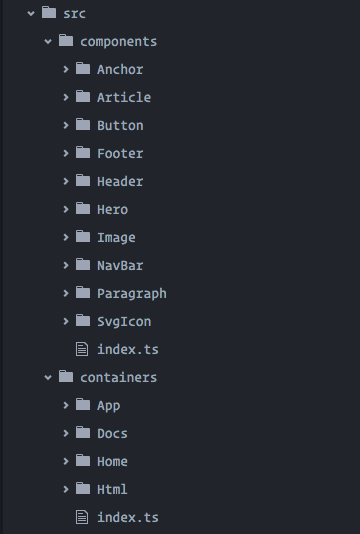 src
components
Anchor
Article
Button
Footer
Header
Hero
Image
NavBar
Paragraph
SvgIcon
index.ts
containers
App
Docs
Home
Html
index.ts